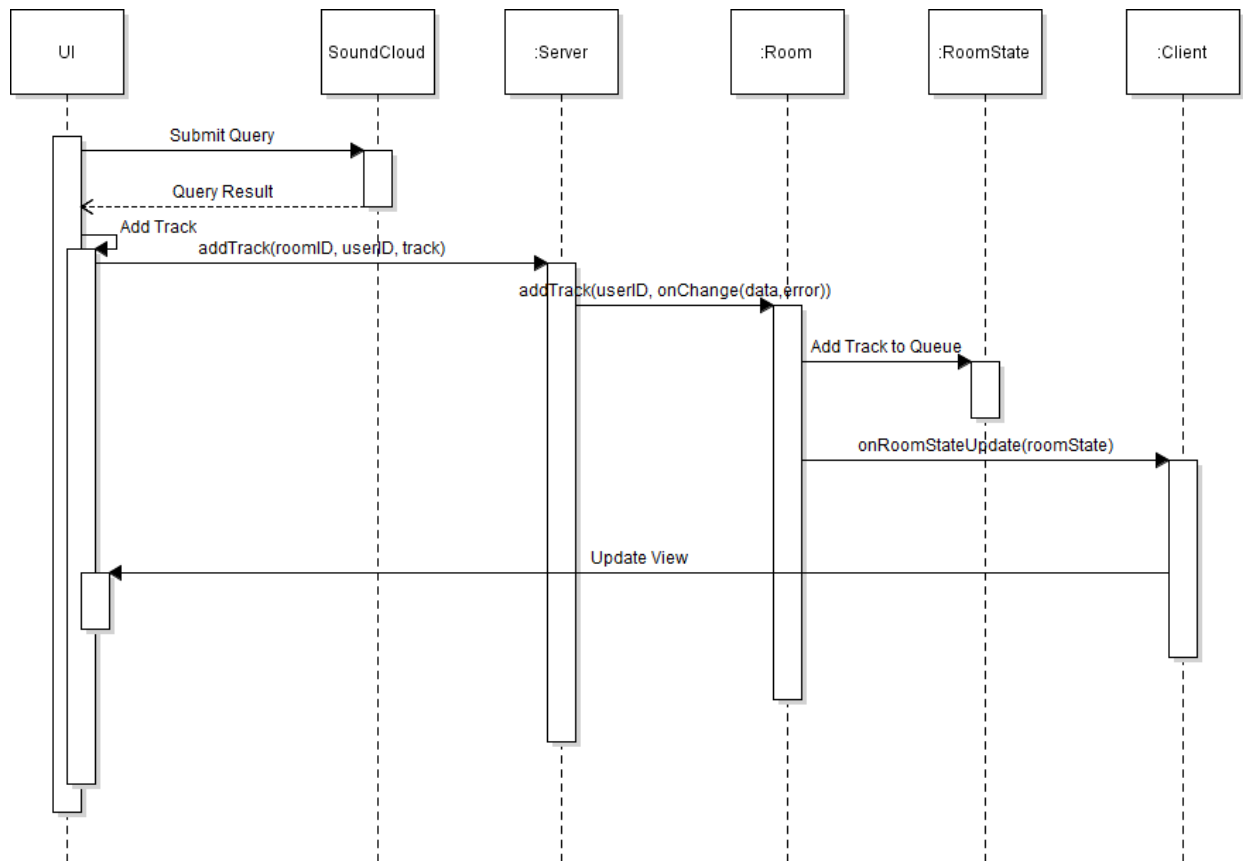 UI
SoundCloud
:Server
:Room
:RoomState
:Client
Submit Query
Query Result
Add Track
addTrack(roomID, userID, track)
addTrack(userID, onChange(data,error))
Add Track to Queue
onRoomStateUpdate(roomState)
Update View